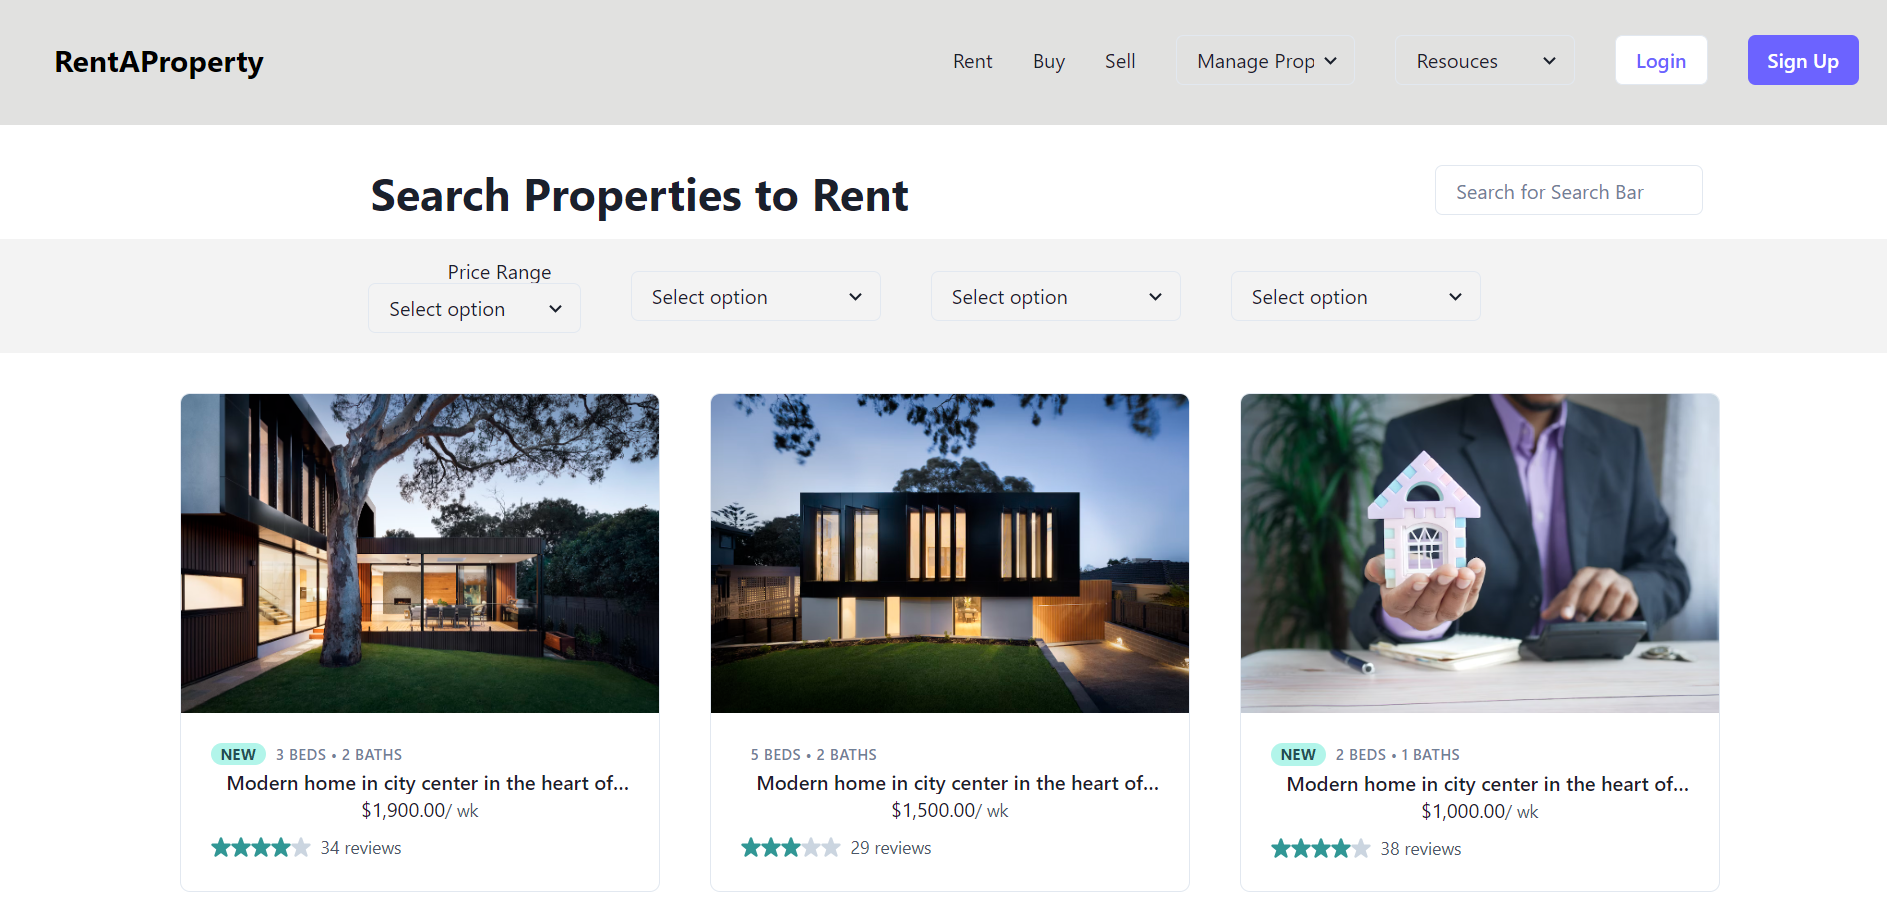 RentAProperty
Rent Buy Sell Manage Prop Resouces Login Sign Up
Search Properties to Rent
Search for Search Bar
Price Range
Select option Select option Select option Select option
NEW 3 BEDS • 2 BATHS
Modern home in city center in the heart of...
$1,900.00/ wk
34 reviews
5 BEDS • 2 BATHS
Modern home in city center in the heart of...
$1,500.00/ wk
29 reviews
NEW 2 BEDS • 1 BATHS
Modern home in city center in the heart of...
$1,000.00/ wk
38 reviews